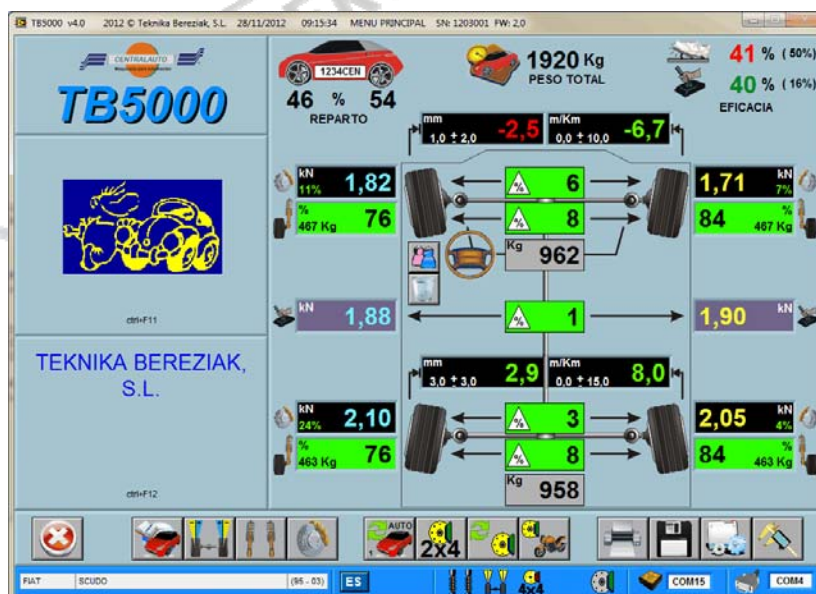 TB5000 v4.0 2012 © Teknika Bereziak, S.L. 28/11/2012 09:15:34 MENU PRINCIPAL SN: 1203001 FW: 2,0
CENTRALAUTO
TB5000
1234CEN
46 % 54
REPARTO
1920 Kg
PESO TOTAL
41 % ( 50%)
40 % ( 16%)
EFICACIA
mm
1,0 ± 2,0 -2,5
m/Km
0,0 ± 10,0 -6,7
kN
11% 1,82
% 6
1,71 kN
7%
%
467 Kg 76
% 8
84 %
467 Kg
Kg 962
ctrl+F11
kN 1,88
% 1
1,90 kN
TEKNIKA BEREZIAK,
S.L.
mm
3,0 ± 3,0 2,9
m/Km
0,0 ± 15,0 8,0
kN
24% 2,10
% 3
2,05 kN
4%
%
463 Kg 76
% 8
84 %
463 Kg
Kg 958
ctrl+F12
AUTO
1
2x4
FIAT SCUDO (95 - 03) ES 4x4 COM15 COM4